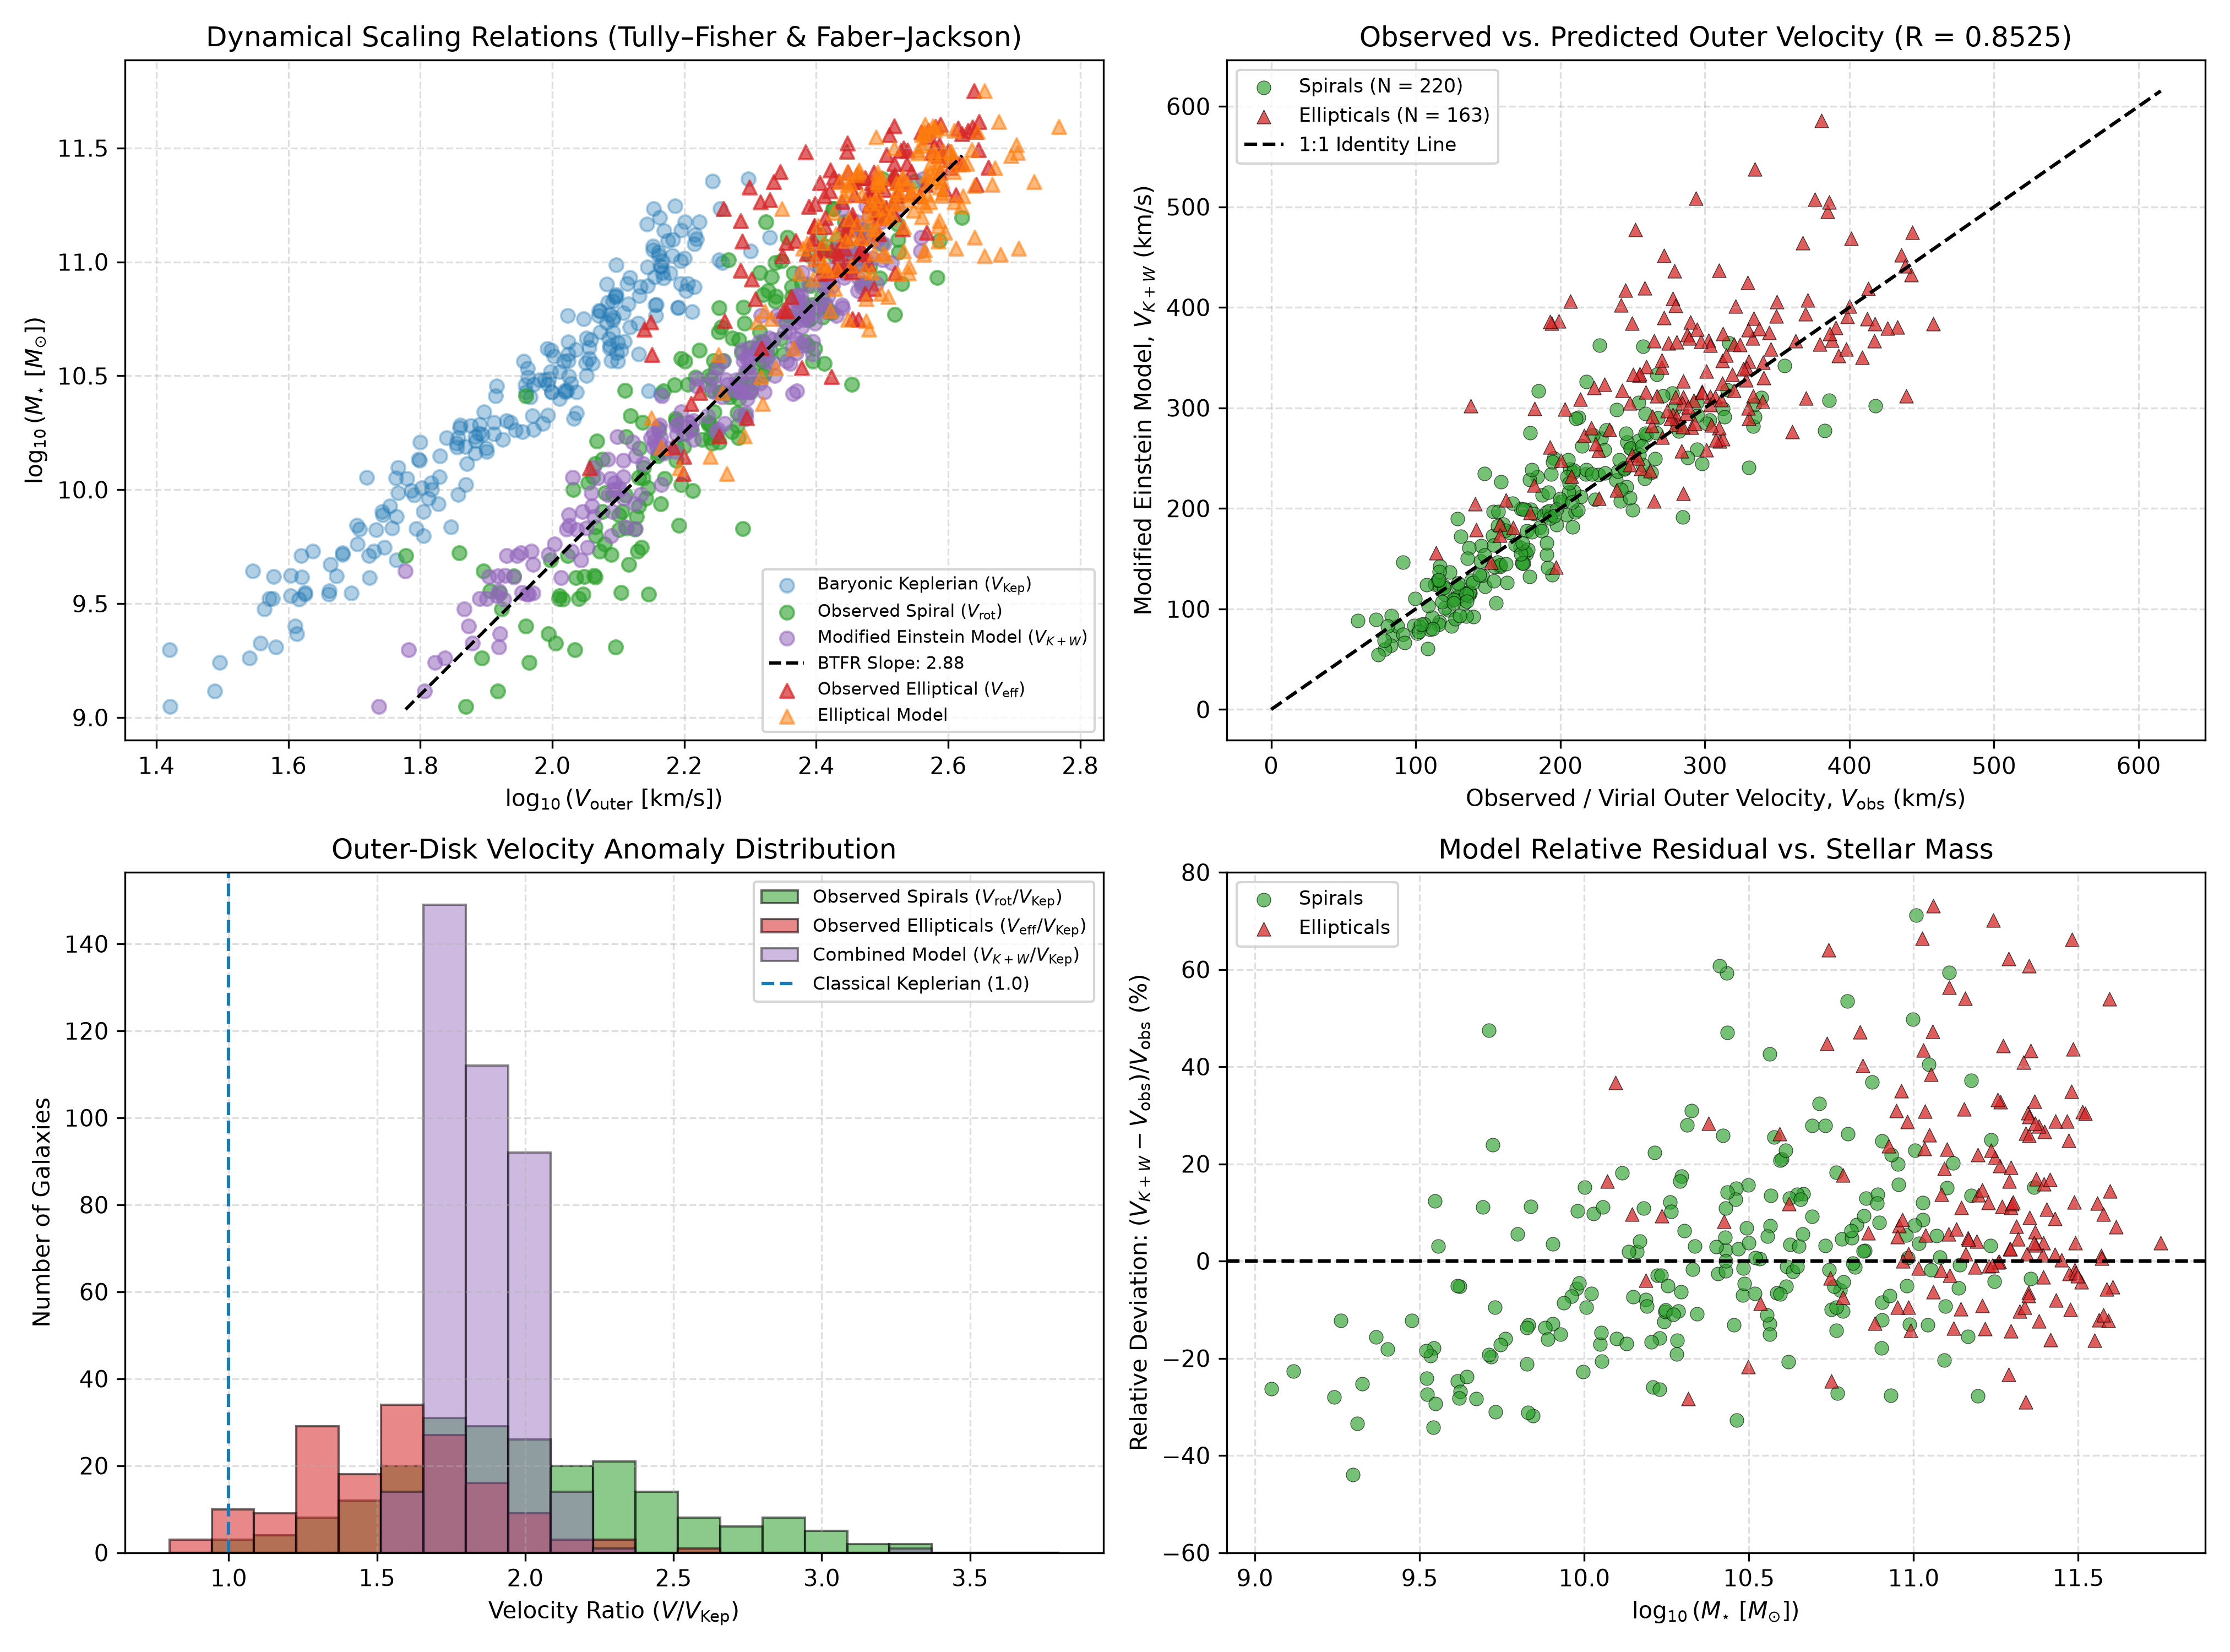 Dynamical Scaling Relations (Tully–Fisher & Faber–Jackson)
log₁₀ (M⋆ [M⊙])
11.5
11.0
10.5
10.0
9.5
9.0
Baryonic Keplerian (V_Kep)
Observed Spiral (V_rot)
Modified Einstein Model (V_K+W)
BTFR Slope: 2.88
Observed Elliptical (V_eff)
Elliptical Model
1.4 1.6 1.8 2.0 2.2 2.4 2.6 2.8
log₁₀ (V_outer [km/s])
Observed vs. Predicted Outer Velocity (R = 0.8525)
Modified Einstein Model, V_K+W (km/s)
600
500
400
300
200
100
0
Spirals (N = 220)
Ellipticals (N = 163)
1:1 Identity Line
0 100 200 300 400 500 600
Observed / Virial Outer Velocity, V_obs (km/s)
Outer-Disk Velocity Anomaly Distribution
Number of Galaxies
140
120
100
80
60
40
20
0
Observed Spirals (V_rot/V_Kep)
Observed Ellipticals (V_eff/V_Kep)
Combined Model (V_K+W/V_Kep)
Classical Keplerian (1.0)
1.0 1.5 2.0 2.5 3.0 3.5
Velocity Ratio (V/V_Kep)
Model Relative Residual vs. Stellar Mass
Relative Deviation: (V_K+W − V_obs)/V_obs (%)
80
60
40
20
0
−20
−40
−60
Spirals
Ellipticals
9.0 9.5 10.0 10.5 11.0 11.5
log₁₀ (M⋆ [M⊙])